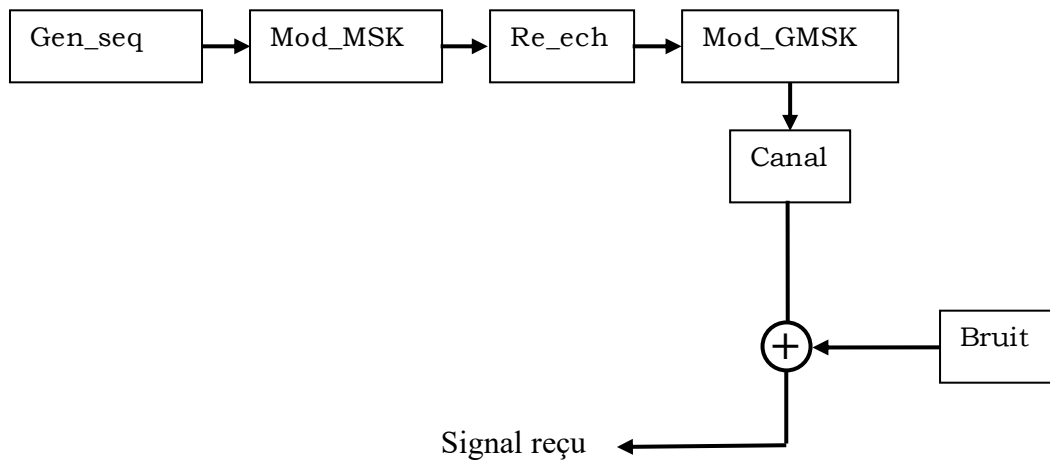 Gen_seq
Mod_MSK
Re_ech
Mod_GMSK
Canal
+
Bruit
Signal reçu